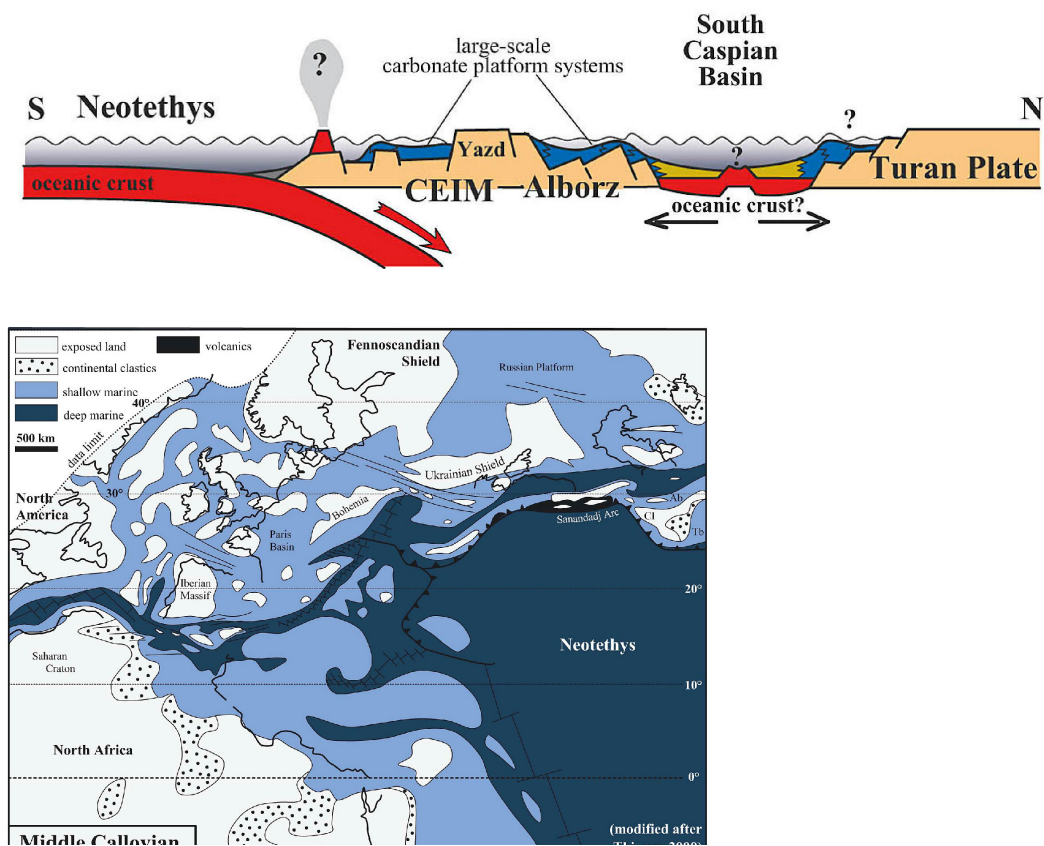 South
Caspian
Basin
large-scale
carbonate platform systems
?
S Neotethys
N
?
?
Yazd
Turan Plate
oceanic crust
CEIM
Alborz
oceanic crust?
exposed land
volcanics
continental clastics
shallow marine
deep marine
500 km
data limit
40°
Fennoscandian
Shield
Russian Platform
Ukrainian Shield
North
America
30°
Bohemia
Sanandadj Arc
Ab
CI
Tb
Paris
Basin
Iberian
Massif
20°
Neotethys
Saharan
Craton
10°
North Africa
0°
(modified after
Middle Callovian